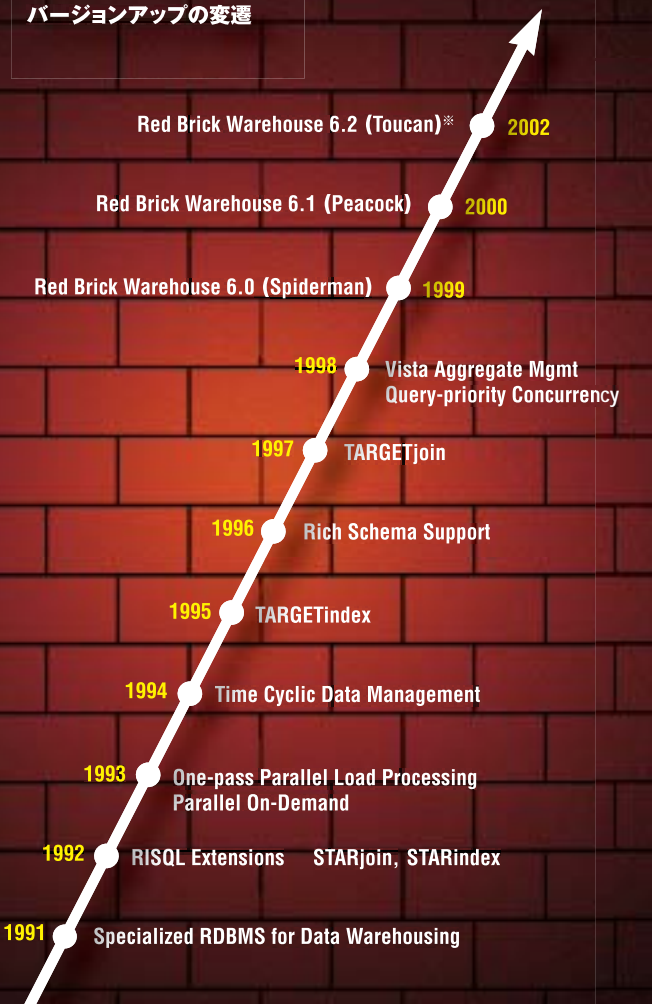 バージョンアップの変遷
Red Brick Warehouse 6.2 (Toucan)※
2002
Red Brick Warehouse 6.1 (Peacock)
2000
Red Brick Warehouse 6.0 (Spiderman)
1999
1998
Vista Aggregate Mgmt
Query-priority Concurrency
1997
TARGETjoin
1996
Rich Schema Support
1995
TARGETindex
1994
Time Cyclic Data Management
1993
One-pass Parallel Load Processing
Parallel On-Demand
1992
RISQL Extensions STARjoin, STARindex
1991
Specialized RDBMS for Data Warehousing